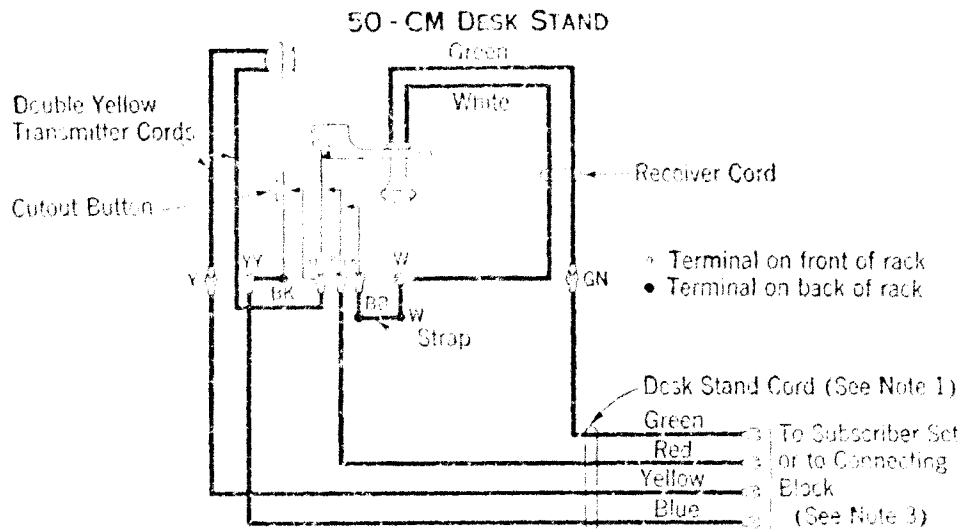 50-CM DESK STAND
Green
White
Double Yellow
Transmitter Cords
Receiver Cord
Cutout Button
Y
YY
BK
W
GN
Terminal on front of rack
Terminal on back of rack
W
Strap
Desk Stand Cord (See Note 1)
Green
Red
Yellow
Blue
To Subscriber Set
or to Connecting
Block
(See Note 3)